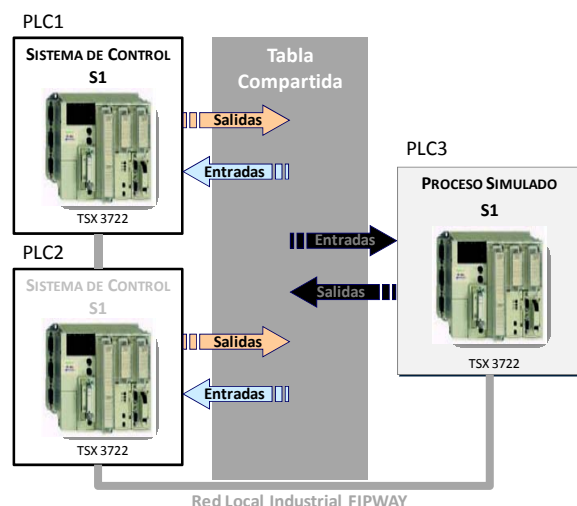 PLC1
SISTEMA DE CONTROL
S1
TSX 3722
PLC2
SISTEMA DE CONTROL
S1
TSX 3722
Tabla
Compartida
Salidas
Entradas
Entradas
Salidas
Salidas
Entradas
PLC3
PROCESO SIMULADO
S1
TSX 3722
Red Local Industrial FIPWAY